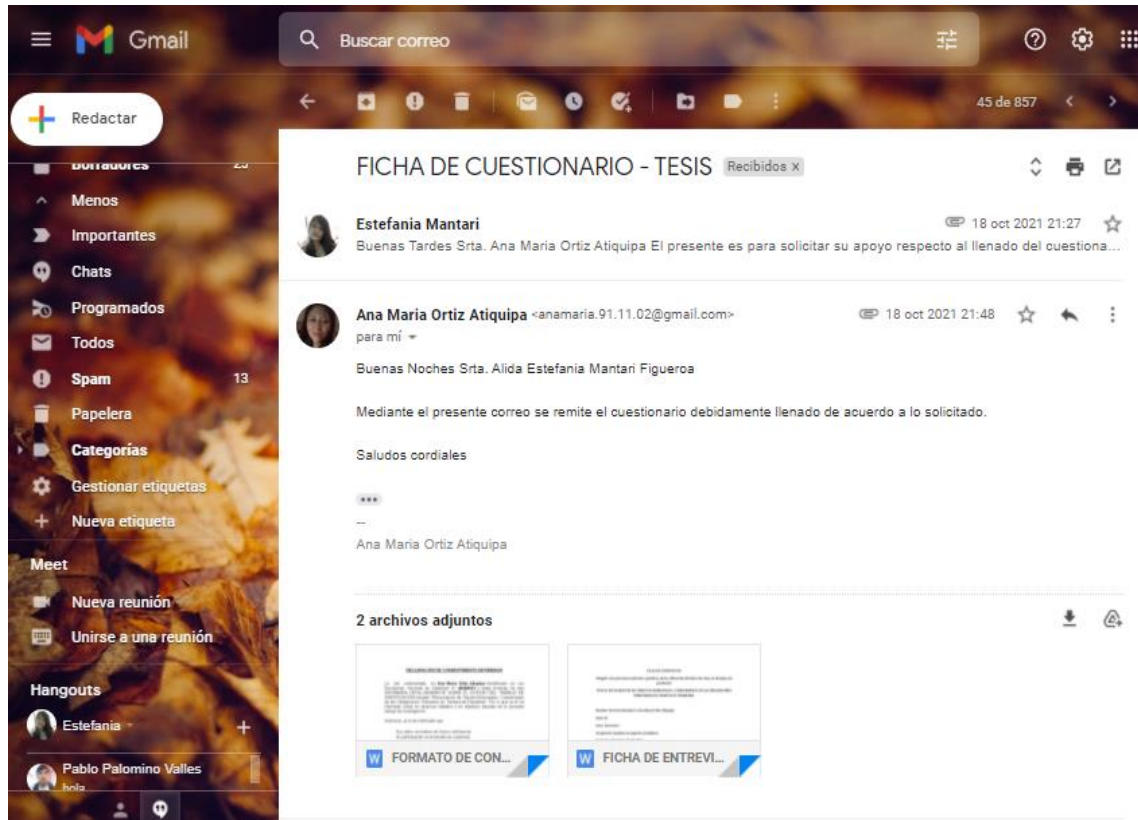 Gmail
Buscar correo
Redactar
45 de 857
Borradores
Menos
Importantes
Chats
Programados
Todos
Spam 13
Papelera
Categorías
Gestionar etiquetas
Nueva etiqueta
Meet
Nueva reunión
Unirse a una reunión
Hangouts
Estefania
Pablo Palomino Valles
hola
FICHA DE CUESTIONARIO - TESIS Recibidos x
Estefania Mantari 18 oct 2021 21:27
Buenas Tardes Srta. Ana Maria Ortiz Atiquipa El presente es para solicitar su apoyo respecto al llenado del cuestiona...
Ana Maria Ortiz Atiquipa <anamaria.91.11.02@gmail.com> 18 oct 2021 21:48
para mí
Buenas Noches Srta. Alida Estefania Mantari Figueroa
Mediante el presente correo se remite el cuestionario debidamente llenado de acuerdo a lo solicitado.
Saludos cordiales
--
Ana Maria Ortiz Atiquipa
2 archivos adjuntos
W FORMATO DE CON...
W FICHA DE ENTREVI...